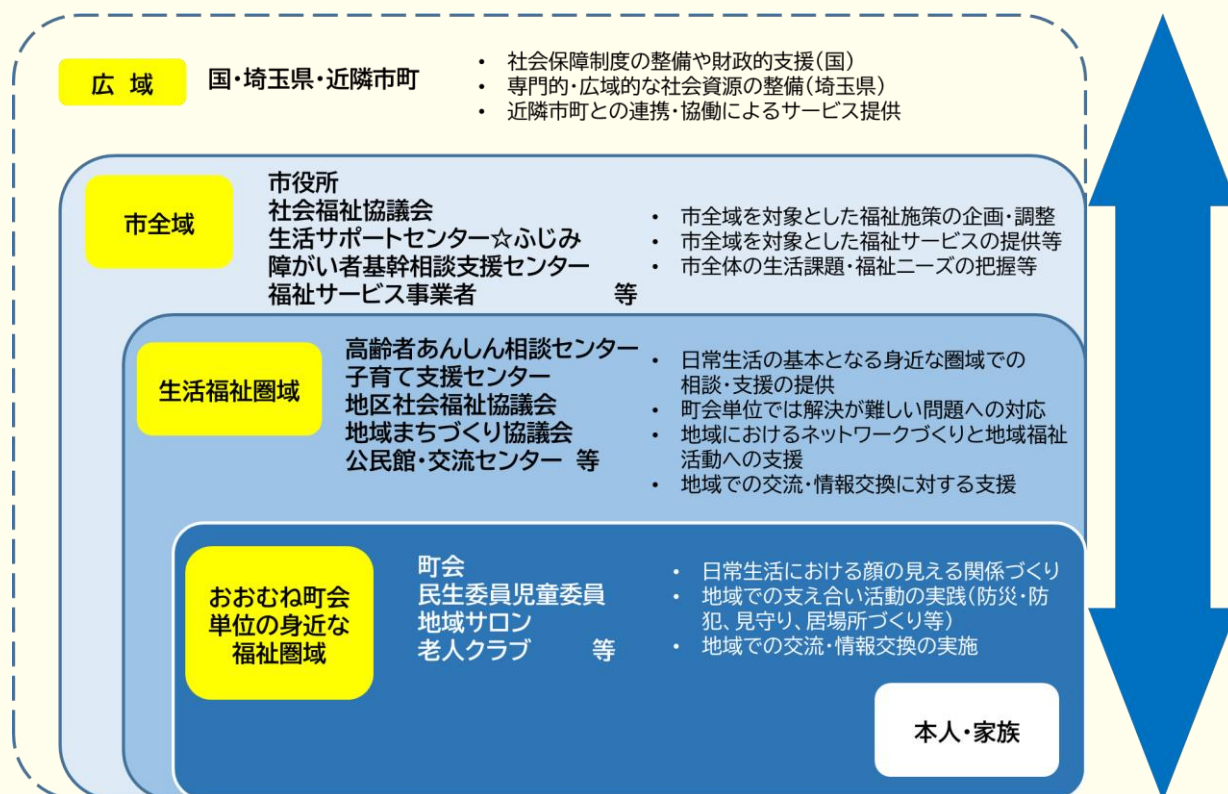 広 域
国・埼玉県・近隣市町
• 社会保障制度の整備や財政的支援(国)
• 専門的・広域的な社会資源の整備(埼玉県)
• 近隣市町との連携・協働によるサービス提供
市全域
市役所
社会福祉協議会
生活サポートセンター☆ふじみ
障がい者基幹相談支援センター
福祉サービス事業者 等
• 市全域を対象とした福祉施策の企画・調整
• 市全域を対象とした福祉サービスの提供等
• 市全体の生活課題・福祉ニーズの把握等
生活福祉圏域
高齢者あんしん相談センター
子育て支援センター
地区社会福祉協議会
地域まちづくり協議会
公民館・交流センター 等
• 日常生活の基本となる身近な圏域での
相談・支援の提供
• 町会単位では解決が難しい問題への対応
• 地域におけるネットワークづくりと地域福祉
活動への支援
• 地域での交流・情報交換に対する支援
おおむね町会
単位の身近な
福祉圏域
町会
民生委員児童委員
地域サロン
老人クラブ 等
• 日常生活における顔の見える関係づくり
• 地域での支え合い活動の実践(防災・防
犯、見守り、居場所づくり等)
• 地域での交流・情報交換の実施
本人・家族